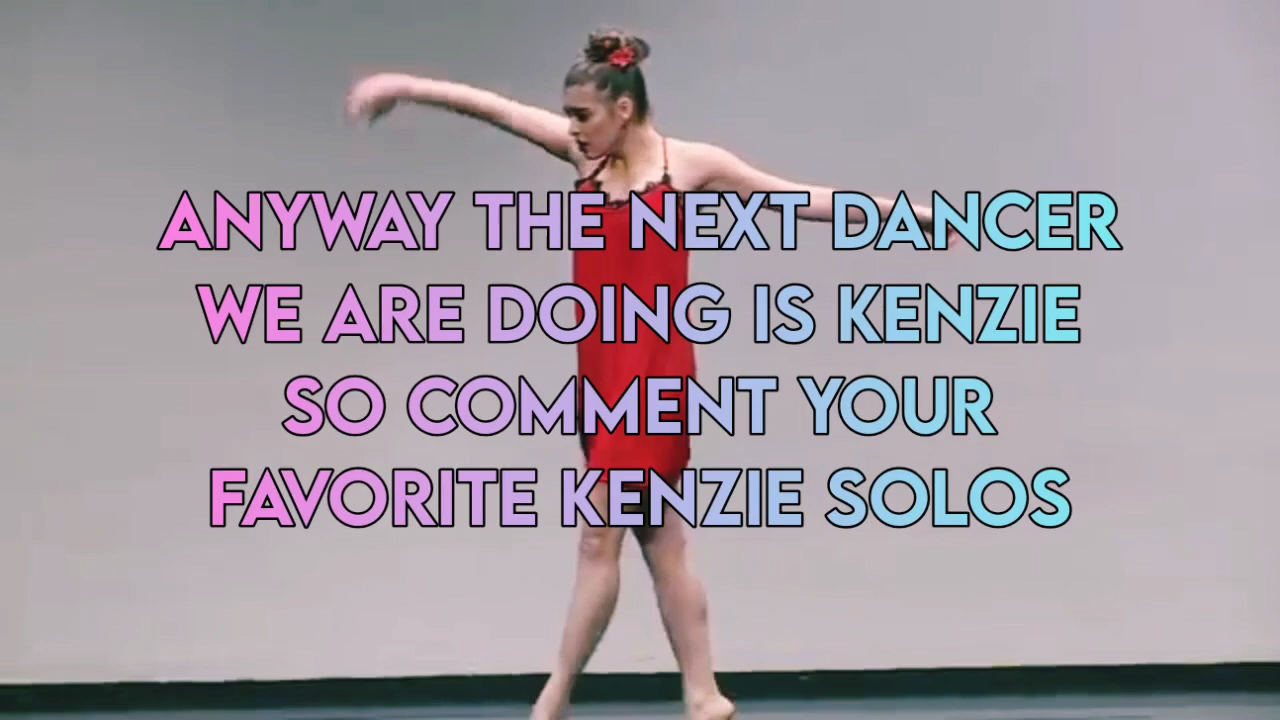 ANYWAY THE NEXT DANCER
WE ARE DOING IS KENZIE
SO COMMENT YOUR
FAVORITE KENZIE SOLOS